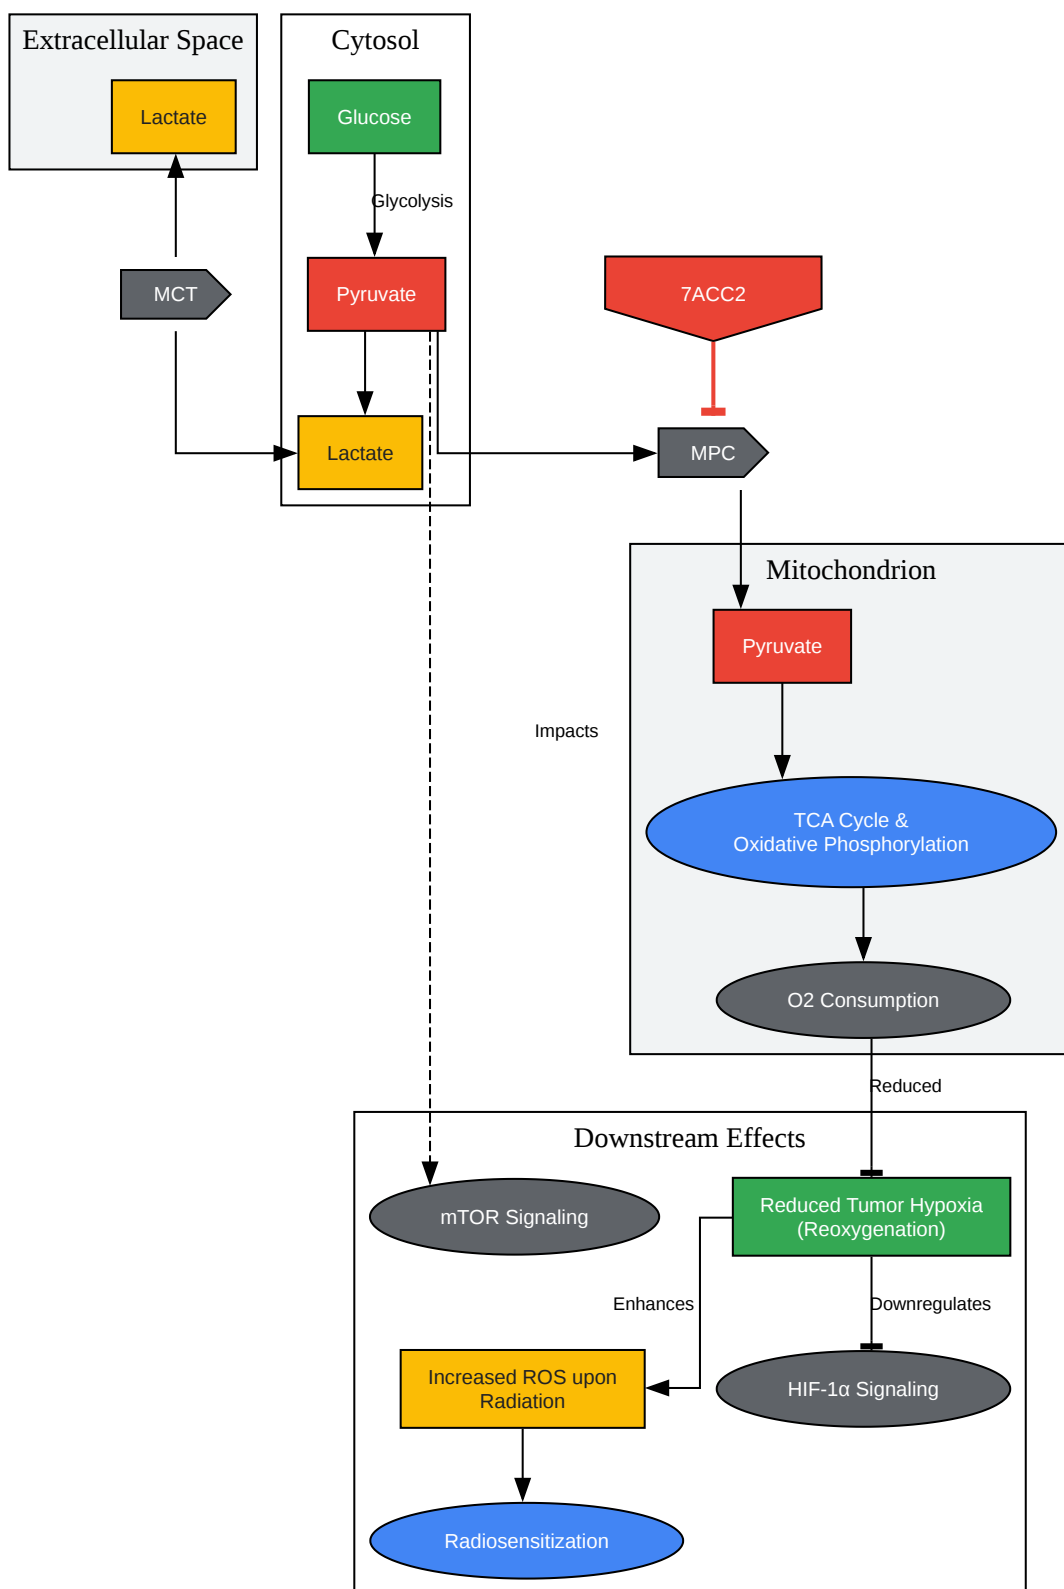 Extracellular Space
Cytosol
Lactate
Glucose
Glycolysis
MCT
Pyruvate
7ACC2
Lactate
MPC
Mitochondrion
Pyruvate
Impacts
TCA Cycle &
Oxidative Phosphorylation
O2 Consumption
Reduced
Downstream Effects
mTOR Signaling
Reduced Tumor Hypoxia
(Reoxygenation)
Enhances
Downregulates
Increased ROS upon
Radiation
HIF-1α Signaling
Radiosensitization